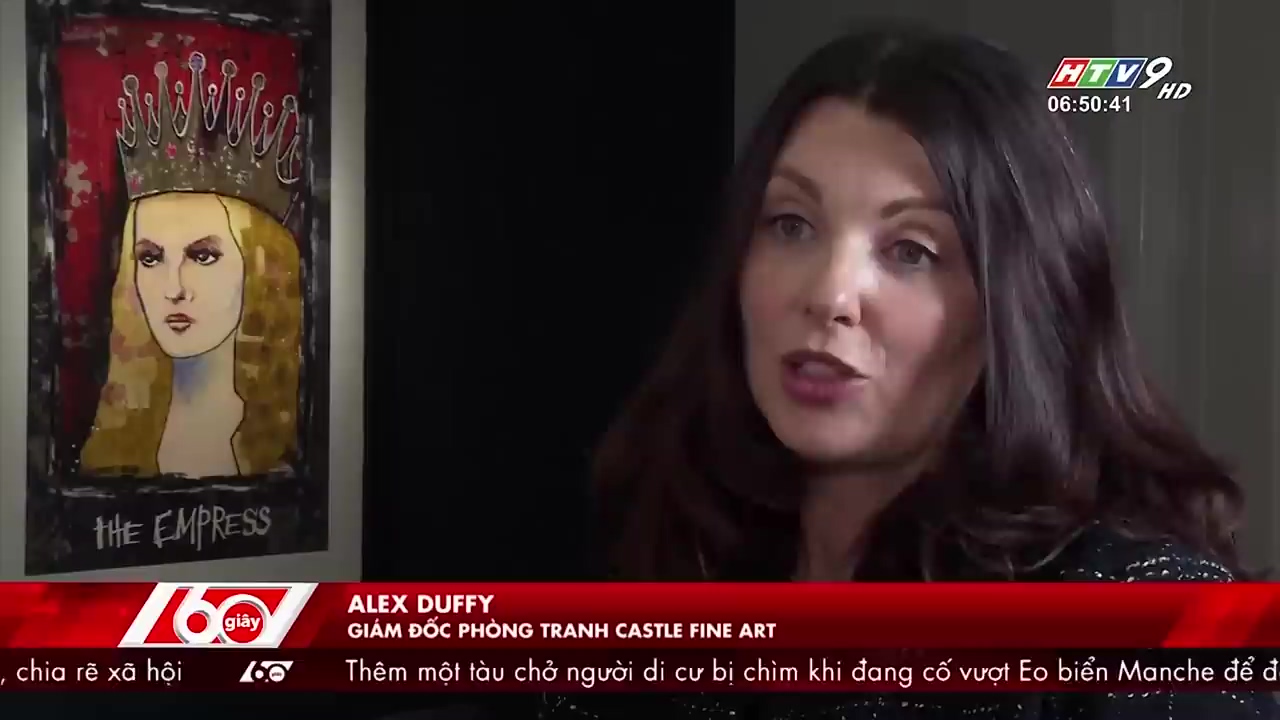 HTV9 HD
06:50:41
THE EMPRESS
60 giây
ALEX DUFFY
GIÁM ĐỐC PHÒNG TRANH CASTLE FINE ART
, chia rẽ xã hội 60 giây Thêm một tàu chở người di cư bị chìm khi đang cố vượt Eo biển Manche để đ